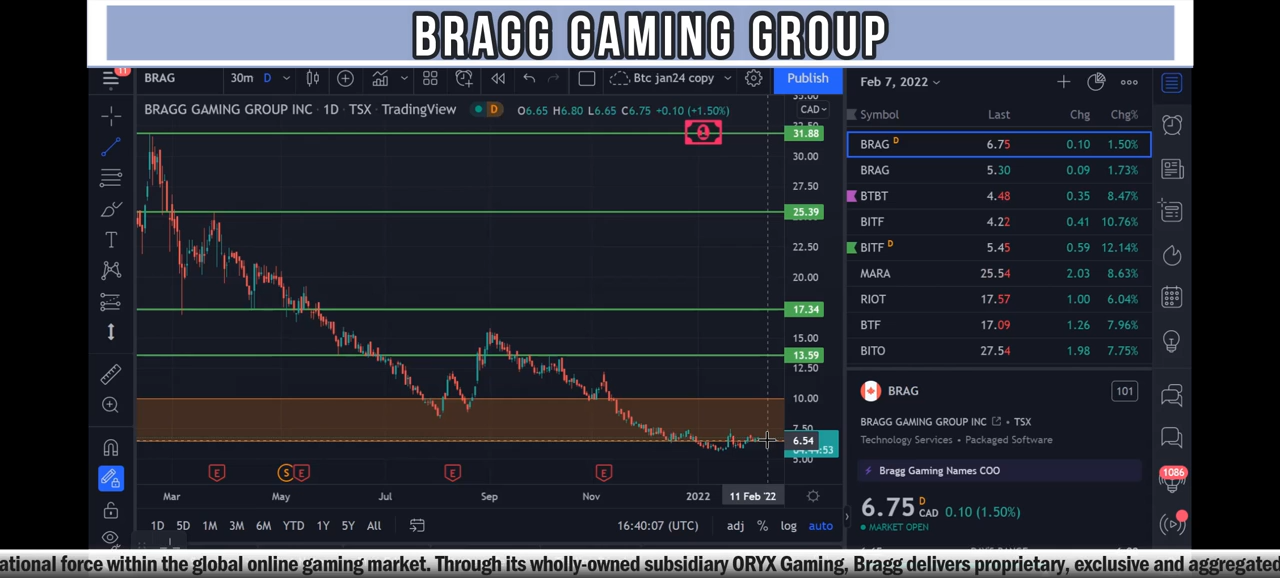 BRAGG GAMING GROUP
11
BRAG
30m D
Btc jan24 copy
Publish
Feb 7, 2022
BRAGG GAMING GROUP INC · 1D · TSX · TradingView
D
O6.65 H6.80 L6.65 C6.75 +0.10 (+1.50%)
CAD
Symbol Last Chg Chg%
BRAG D 6.75 0.10 1.50%
BRAG 5.30 0.09 1.73%
BTBT 4.48 0.35 8.47%
BITF 4.22 0.41 10.76%
BITF D 5.45 0.59 12.14%
MARA 25.54 2.03 8.63%
RIOT 17.57 1.00 6.04%
BTF 17.09 1.26 7.96%
BITO 27.54 1.98 7.75%
35.00
31.88
30.00
27.50
25.39
22.50
20.00
17.34
15.00
13.59
12.50
10.00
7.50
6.54
5.00
E
S
E
E
E
Mar May Jul Sep Nov 2022 11 Feb '22
1D 5D 1M 3M 6M YTD 1Y 5Y All
16:40:07 (UTC)
adj % log auto
BRAG
101
BRAGG GAMING GROUP INC · TSX
Technology Services · Packaged Software
Bragg Gaming Names COO
6.75 D CAD 0.10 (1.50%)
MARKET OPEN
1086
ational force within the global online gaming market. Through its wholly-owned subsidiary ORYX Gaming, Bragg delivers proprietary, exclusive and aggregated